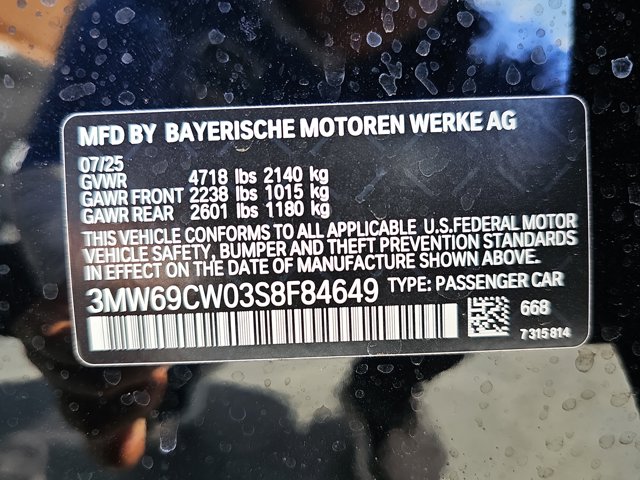 MFD BY BAYERISCHE MOTOREN WERKE AG
07/25
GVWR 4718 lbs 2140 kg
GAWR FRONT 2238 lbs 1015 kg
GAWR REAR 2601 lbs 1180 kg
THIS VEHICLE CONFORMS TO ALL APPLICABLE U.S.FEDERAL MOTOR
VEHICLE SAFETY, BUMPER AND THEFT PREVENTION STANDARDS
IN EFFECT ON THE DATE OF MANUFACTURE SHOWN ABOVE.
3MW69CW03S8F84649 TYPE: PASSENGER CAR
668
7 315 814